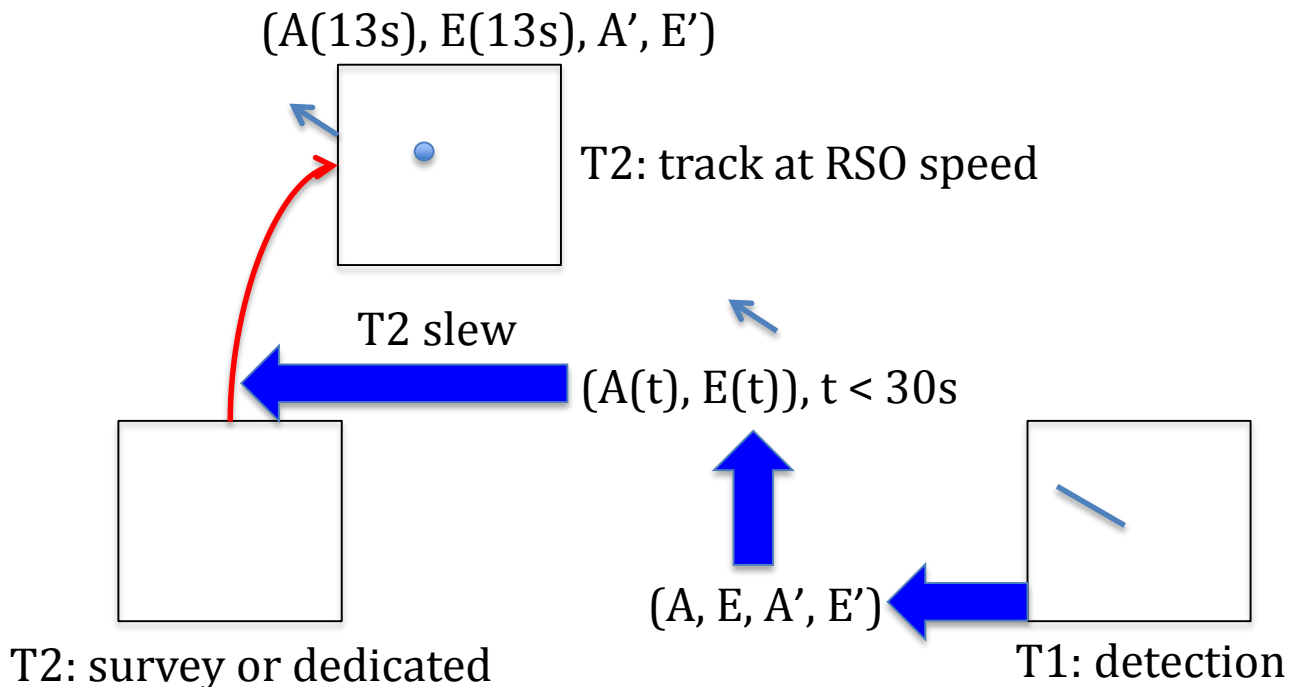 (A(13s), E(13s), A’, E’)
T2: track at RSO speed
T2 slew
(A(t), E(t)), t < 30s
(A, E, A’, E’)
T2: survey or dedicated
T1: detection